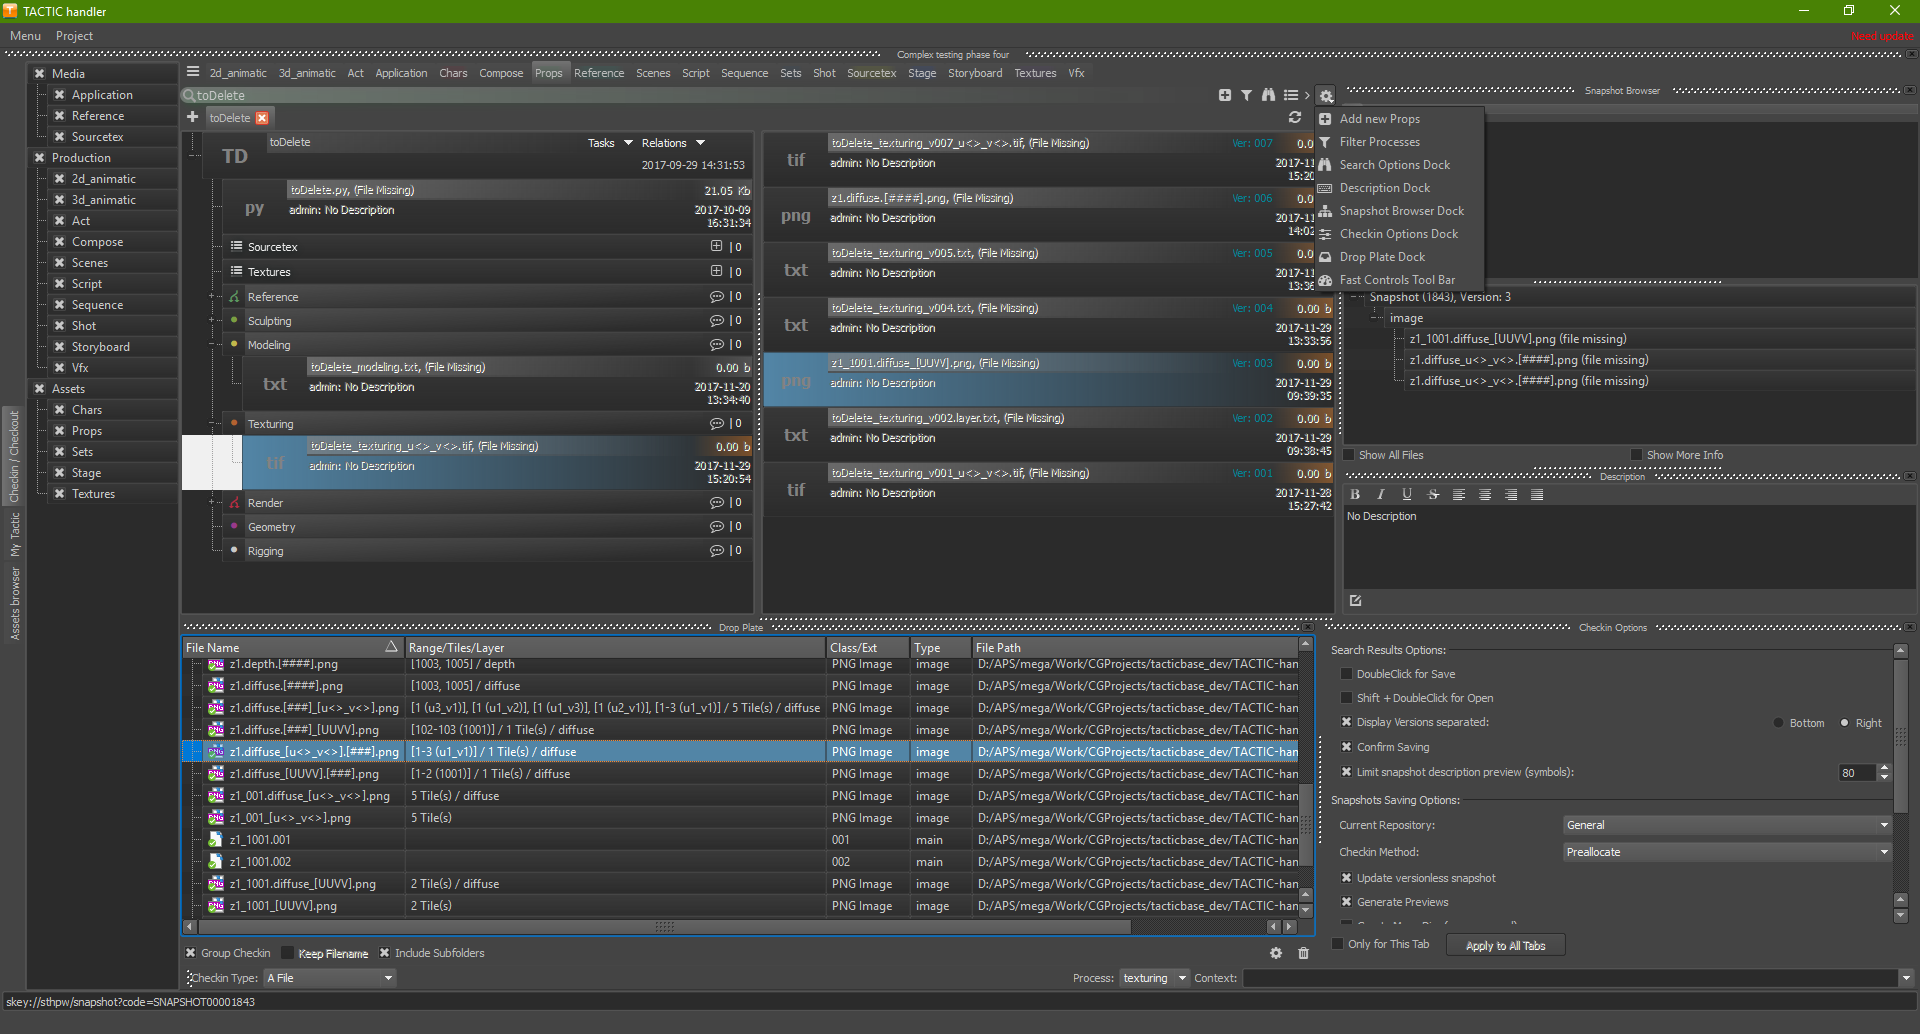 TACTIC handler
Menu Project
Need update
Complex testing phase four
Media
Application
Reference
Sourcetex
Production
2d_animatic
3d_animatic
Act
Compose
Scenes
Script
Sequence
Shot
Storyboard
Vfx
Assets
Chars
Props
Sets
Stage
Textures
Checkin / Checkout
My Tactic
Assets browser
2d_animatic 3d_animatic Act Application Chars Compose Props Reference Scenes Script Sequence Sets Shot Sourcetex Stage Storyboard Textures Vfx
toDelete
toDelete
TD
toDelete
Tasks Relations
2017-09-29 14:31:53
py
toDelete.py, (File Missing)
21.05 Kb
admin: No Description
2017-10-09
16:31:34
Sourcetex | 0
Textures | 0
Reference | 0
Sculpting | 0
Modeling | 0
txt
toDelete_modeling.txt, (File Missing)
0.00 b
admin: No Description
2017-11-20
13:34:40
Texturing | 0
tif
toDelete_texturing_u<>_v<>.tif, (File Missing)
0.00 b
admin: No Description
2017-11-29
15:20:54
Render | 0
Geometry | 0
Rigging | 0
tif
toDelete_texturing_v007_u<>_v<>.tif, (File Missing)
Ver: 007
0.0
admin: No Description
2017-11
15:20
png
z1.diffuse.[####].png, (File Missing)
Ver: 006
0.0
admin: No Description
2017-11
14:02
txt
toDelete_texturing_v005.txt, (File Missing)
Ver: 005
0.0
admin: No Description
2017-11
13:36
txt
toDelete_texturing_v004.txt, (File Missing)
Ver: 004
0.00 b
admin: No Description
2017-11-29
13:33:56
png
z1_1001.diffuse_[UUVV].png, (File Missing)
Ver: 003
0.00 b
admin: No Description
2017-11-29
09:39:35
txt
toDelete_texturing_v002.layer.txt, (File Missing)
Ver: 002
0.00 b
admin: No Description
2017-11-29
09:38:45
tif
toDelete_texturing_v001_u<>_v<>.tif, (File Missing)
Ver: 001
0.00 b
admin: No Description
2017-11-28
15:27:42
Add new Props
Filter Processes
Search Options Dock
Description Dock
Snapshot Browser Dock
Checkin Options Dock
Drop Plate Dock
Fast Controls Tool Bar
Snapshot Browser
Snapshot (1843), Version: 3
image
z1_1001.diffuse_[UUVV].png (file missing)
z1.diffuse_u<>_v<>.[####].png (file missing)
z1.diffuse_u<>_v<>.[####].png (file missing)
Show All Files
Show More Info
Description
B I U S
No Description
Drop Plate
File Name Range/Tiles/Layer Class/Ext Type File Path
z1.depth.[####].png [1003, 1005] / depth PNG Image image D:/APS/mega/Work/CGProjects/tacticbase_dev/TACTIC-han
z1.diffuse.[####].png [1003, 1005] / diffuse PNG Image image D:/APS/mega/Work/CGProjects/tacticbase_dev/TACTIC-han
z1.diffuse.[###]_[u<>_v<>].png [1 (u3_v1)], [1 (u1_v2)], [1 (u1_v3)], [1 (u2_v1)], [1-3 (u1_v1)] / 5 Tile(s) / diffuse PNG Image image D:/APS/mega/Work/CGProjects/tacticbase_dev/TACTIC-han
z1.diffuse.[###]_[UUVV].png [102-103 (1001)] / 1 Tile(s) / diffuse PNG Image image D:/APS/mega/Work/CGProjects/tacticbase_dev/TACTIC-han
z1.diffuse_[u<>_v<>].[###].png [1-3 (u1_v1)] / 1 Tile(s) / diffuse PNG Image image D:/APS/mega/Work/CGProjects/tacticbase_dev/TACTIC-han
z1.diffuse_[UUVV].[###].png [1-2 (1001)] / 1 Tile(s) / diffuse PNG Image image D:/APS/mega/Work/CGProjects/tacticbase_dev/TACTIC-han
z1_001.diffuse_[u<>_v<>].png 5 Tile(s) / diffuse PNG Image image D:/APS/mega/Work/CGProjects/tacticbase_dev/TACTIC-han
z1_001_[u<>_v<>].png 5 Tile(s) PNG Image image D:/APS/mega/Work/CGProjects/tacticbase_dev/TACTIC-han
z1_1001.001 001 main D:/APS/mega/Work/CGProjects/tacticbase_dev/TACTIC-han
z1_1001.002 002 main D:/APS/mega/Work/CGProjects/tacticbase_dev/TACTIC-han
z1_1001.diffuse_[UUVV].png 2 Tile(s) / diffuse PNG Image image D:/APS/mega/Work/CGProjects/tacticbase_dev/TACTIC-han
z1_1001_[UUVV].png 2 Tile(s) PNG Image image D:/APS/mega/Work/CGProjects/tacticbase_dev/TACTIC-han
Group Checkin Keep Filename Include Subfolders
Checkin Type: A File
Process: texturing Context:
Checkin Options
Search Results Options:
DoubleClick for Save
Shift + DoubleClick for Open
Display Versions separated: Bottom Right
Confirm Saving
Limit snapshot description preview (symbols): 80
Snapshots Saving Options:
Current Repository: General
Checkin Method: Preallocate
Update versionless snapshot
Generate Previews
Only for This Tab Apply to All Tabs
skey://sthpw/snapshot?code=SNAPSHOT00001843